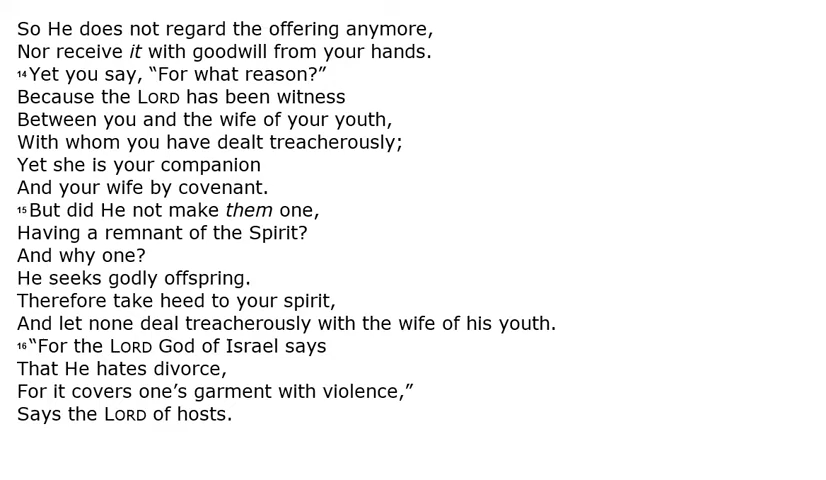 So He does not regard the offering anymore,
Nor receive it with goodwill from your hands.
14 Yet you say, “For what reason?”
Because the LORD has been witness
Between you and the wife of your youth,
With whom you have dealt treacherously;
Yet she is your companion
And your wife by covenant.
15 But did He not make them one,
Having a remnant of the Spirit?
And why one?
He seeks godly offspring.
Therefore take heed to your spirit,
And let none deal treacherously with the wife of his youth.
16 “For the LORD God of Israel says
That He hates divorce,
For it covers one’s garment with violence,”
Says the LORD of hosts.